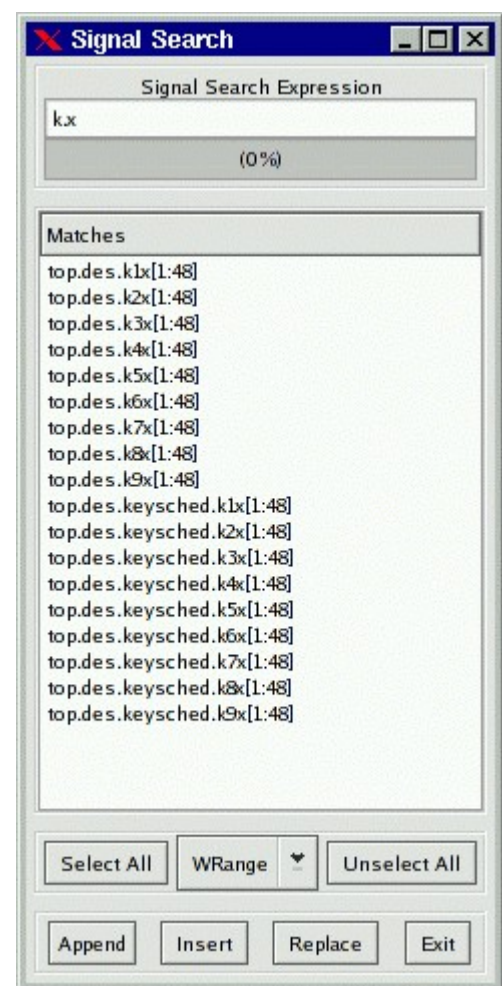 Signal Search
Signal Search Expression
k.x
(0%)
Matches
top.des.k1x[1:48]
top.des.k2x[1:48]
top.des.k3x[1:48]
top.des.k4x[1:48]
top.des.k5x[1:48]
top.des.k6x[1:48]
top.des.k7x[1:48]
top.des.k8x[1:48]
top.des.k9x[1:48]
top.des.keysched.k1x[1:48]
top.des.keysched.k2x[1:48]
top.des.keysched.k3x[1:48]
top.des.keysched.k4x[1:48]
top.des.keysched.k5x[1:48]
top.des.keysched.k6x[1:48]
top.des.keysched.k7x[1:48]
top.des.keysched.k8x[1:48]
top.des.keysched.k9x[1:48]
Select All WRange Unselect All
Append Insert Replace Exit